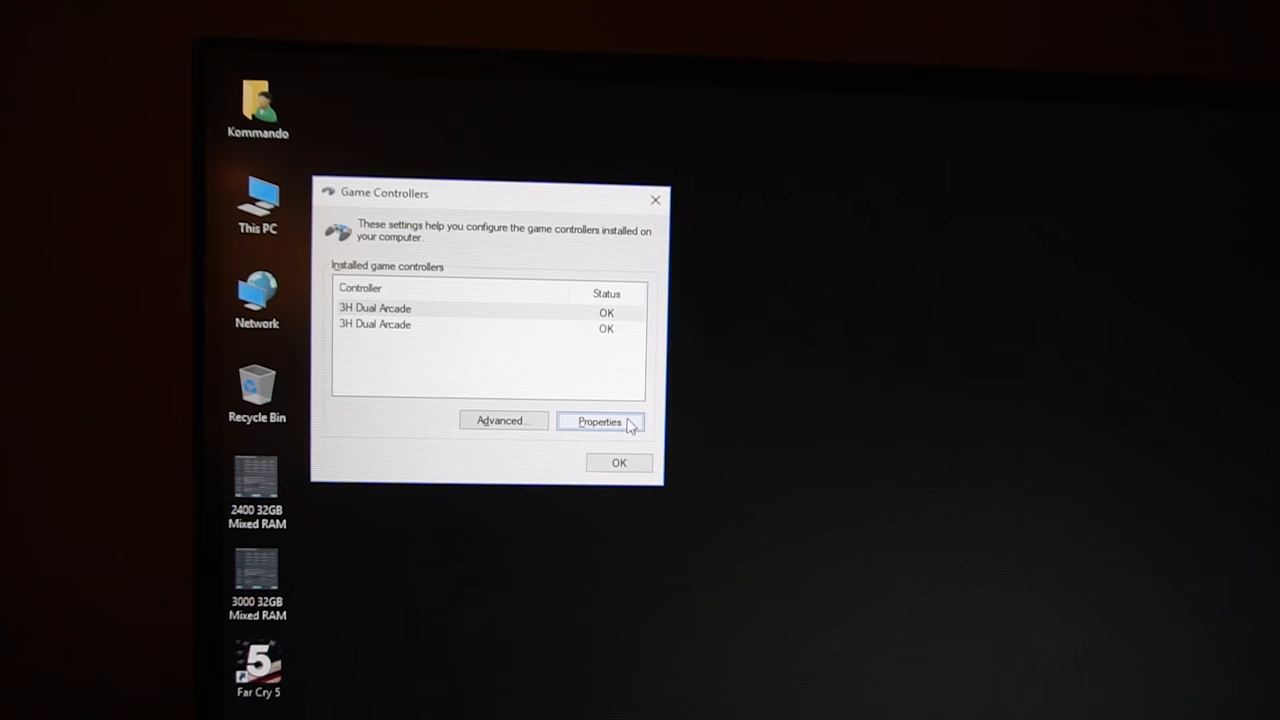 Kommando
This PC
Network
Recycle Bin
2400 32GB
Mixed RAM
3000 32GB
Mixed RAM
5
Far Cry 5
Game Controllers
These settings help you configure the game controllers installed on
your computer.
Installed game controllers
Controller Status
3H Dual Arcade OK
3H Dual Arcade OK
Advanced... Properties
OK